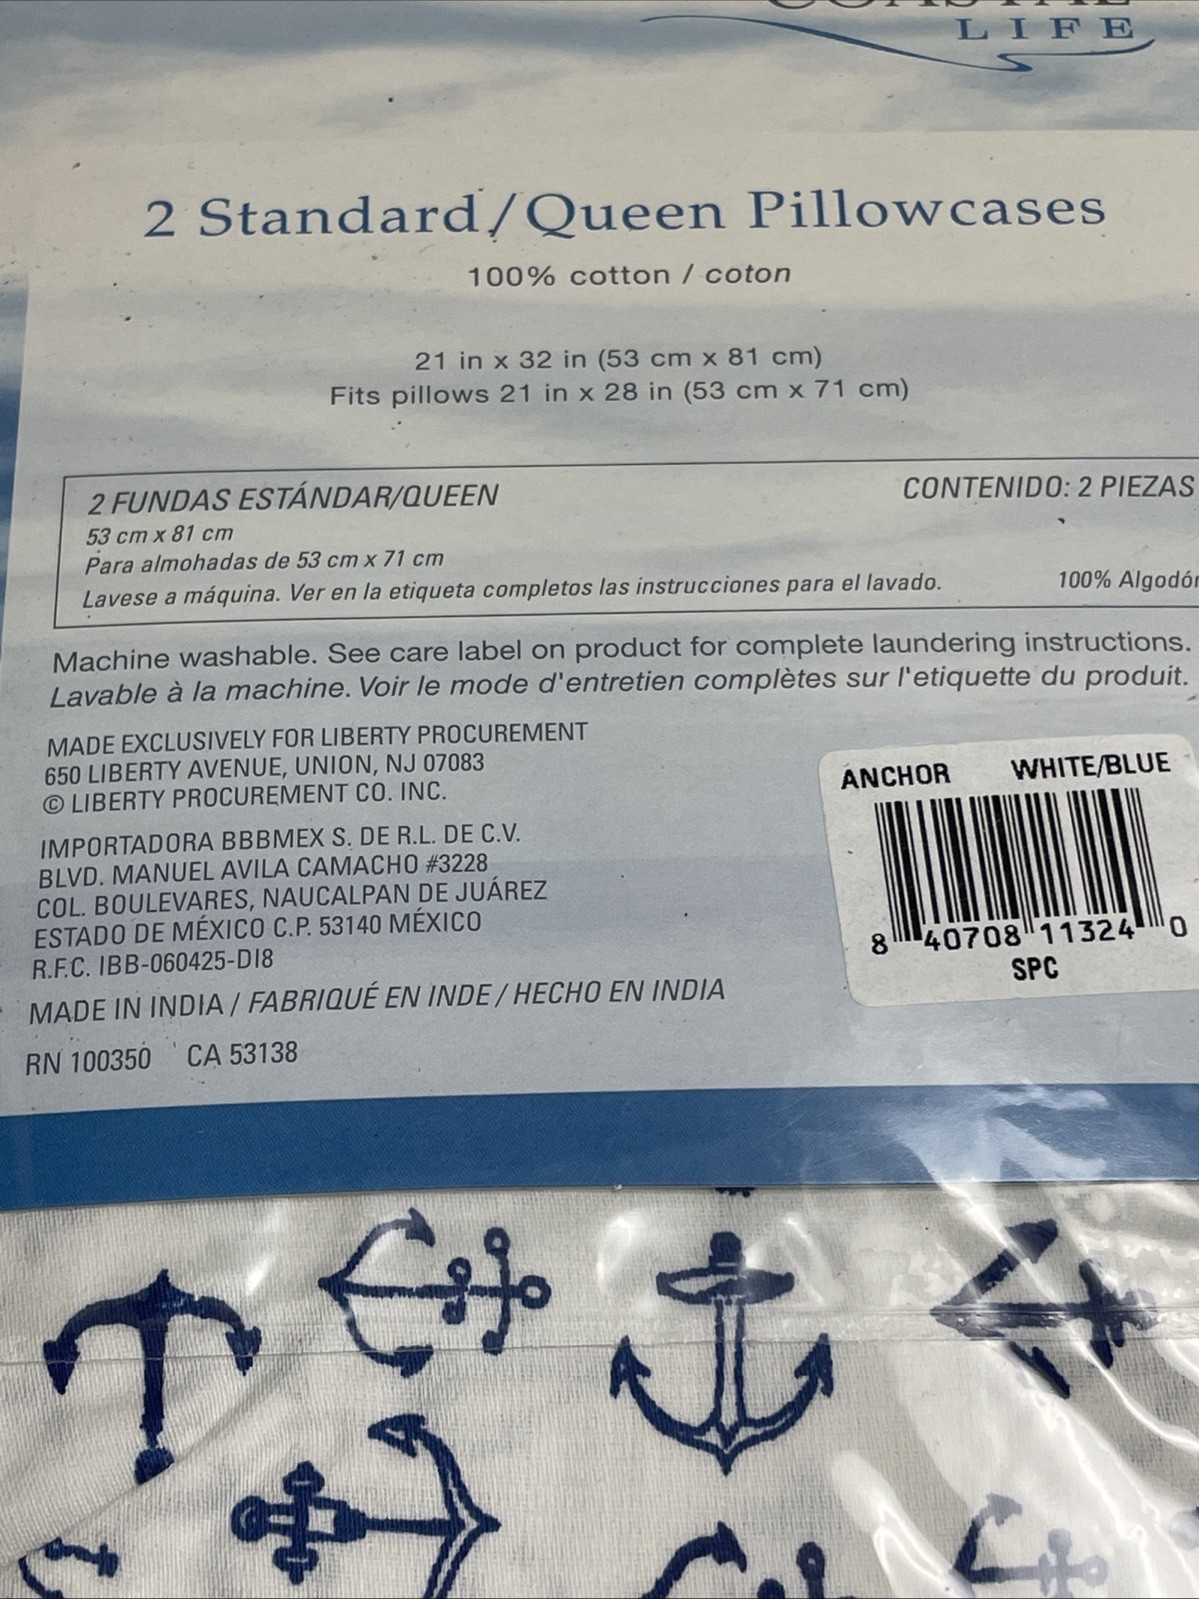 COASTAL
LIFE
2 Standard/Queen Pillowcases
100% cotton / coton
21 in x 32 in (53 cm x 81 cm)
Fits pillows 21 in x 28 in (53 cm x 71 cm)
2 FUNDAS ESTÁNDAR/QUEEN CONTENIDO: 2 PIEZAS
53 cm x 81 cm
Para almohadas de 53 cm x 71 cm
Lavese a máquina. Ver en la etiqueta completos las instrucciones para el lavado. 100% Algodón
Machine washable. See care label on product for complete laundering instructions.
Lavable à la machine. Voir le mode d'entretien complètes sur l'etiquette du produit.
MADE EXCLUSIVELY FOR LIBERTY PROCUREMENT
650 LIBERTY AVENUE, UNION, NJ 07083
© LIBERTY PROCUREMENT CO. INC.
IMPORTADORA BBBMEX S. DE R.L. DE C.V.
BLVD. MANUEL AVILA CAMACHO #3228
COL. BOULEVARES, NAUCALPAN DE JUÁREZ
ESTADO DE MÉXICO C.P. 53140 MÉXICO
R.F.C. IBB-060425-DI8
MADE IN INDIA / FABRIQUÉ EN INDE / HECHO EN INDIA
RN 100350 CA 53138
ANCHOR WHITE/BLUE
8 40708 11324 0
SPC